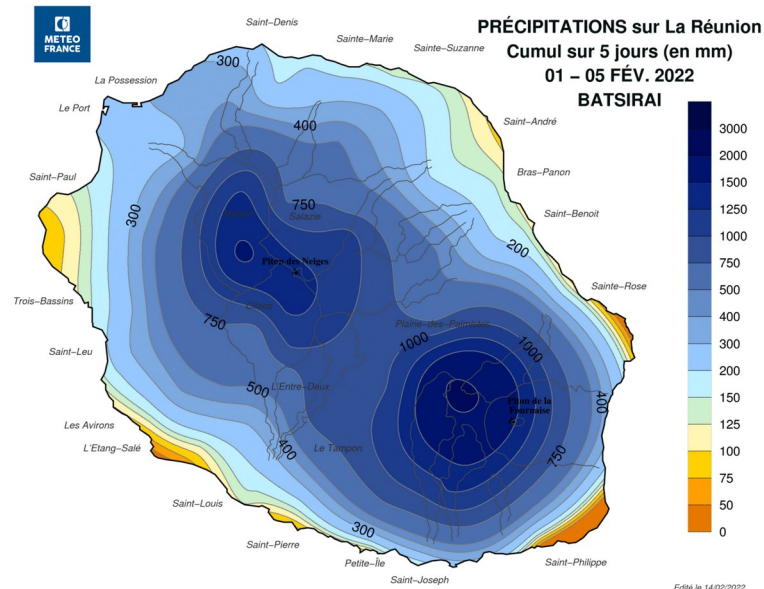 METEO
FRANCE
PRÉCIPITATIONS sur La Réunion
Cumul sur 5 jours (en mm)
01 – 05 FÉV. 2022
BATSIRAI
Saint–Denis
Sainte–Marie
Sainte–Suzanne
La Possession
Le Port
Saint–André
Bras–Panon
Saint–Paul
Saint–Benoit
Salazie
Piton des Neiges
Cilaos
Sainte–Rose
Trois–Bassins
Plaine–des–Palmistes
Saint–Leu
L'Entre–Deux
Piton de la
Fournaise
Les Avirons
L'Etang–Salé
Le Tampon
Saint–Louis
Saint–Pierre
Petite–Île
Saint–Joseph
Saint–Philippe
300
400
750
300
200
750
1000
1000
500
400
400
750
300
3000
2000
1500
1250
1000
750
500
400
300
200
150
125
100
75
50
0
Edité le 14/02/2022